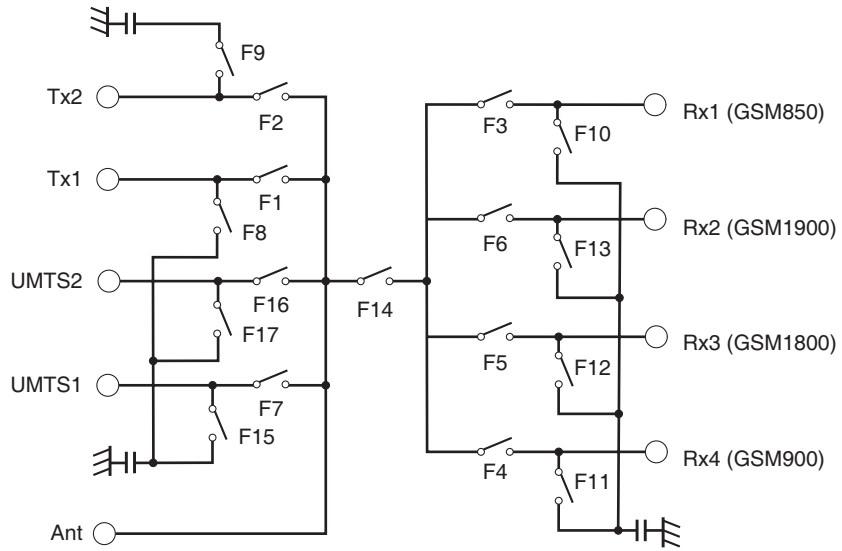 F9
Tx2
F2
F3
Rx1 (GSM850)
F10
Tx1
F1
F8
F6
Rx2 (GSM1900)
F13
UMTS2
F16
F14
F17
F5
Rx3 (GSM1800)
F12
UMTS1
F7
F15
F4
Rx4 (GSM900)
F11
Ant